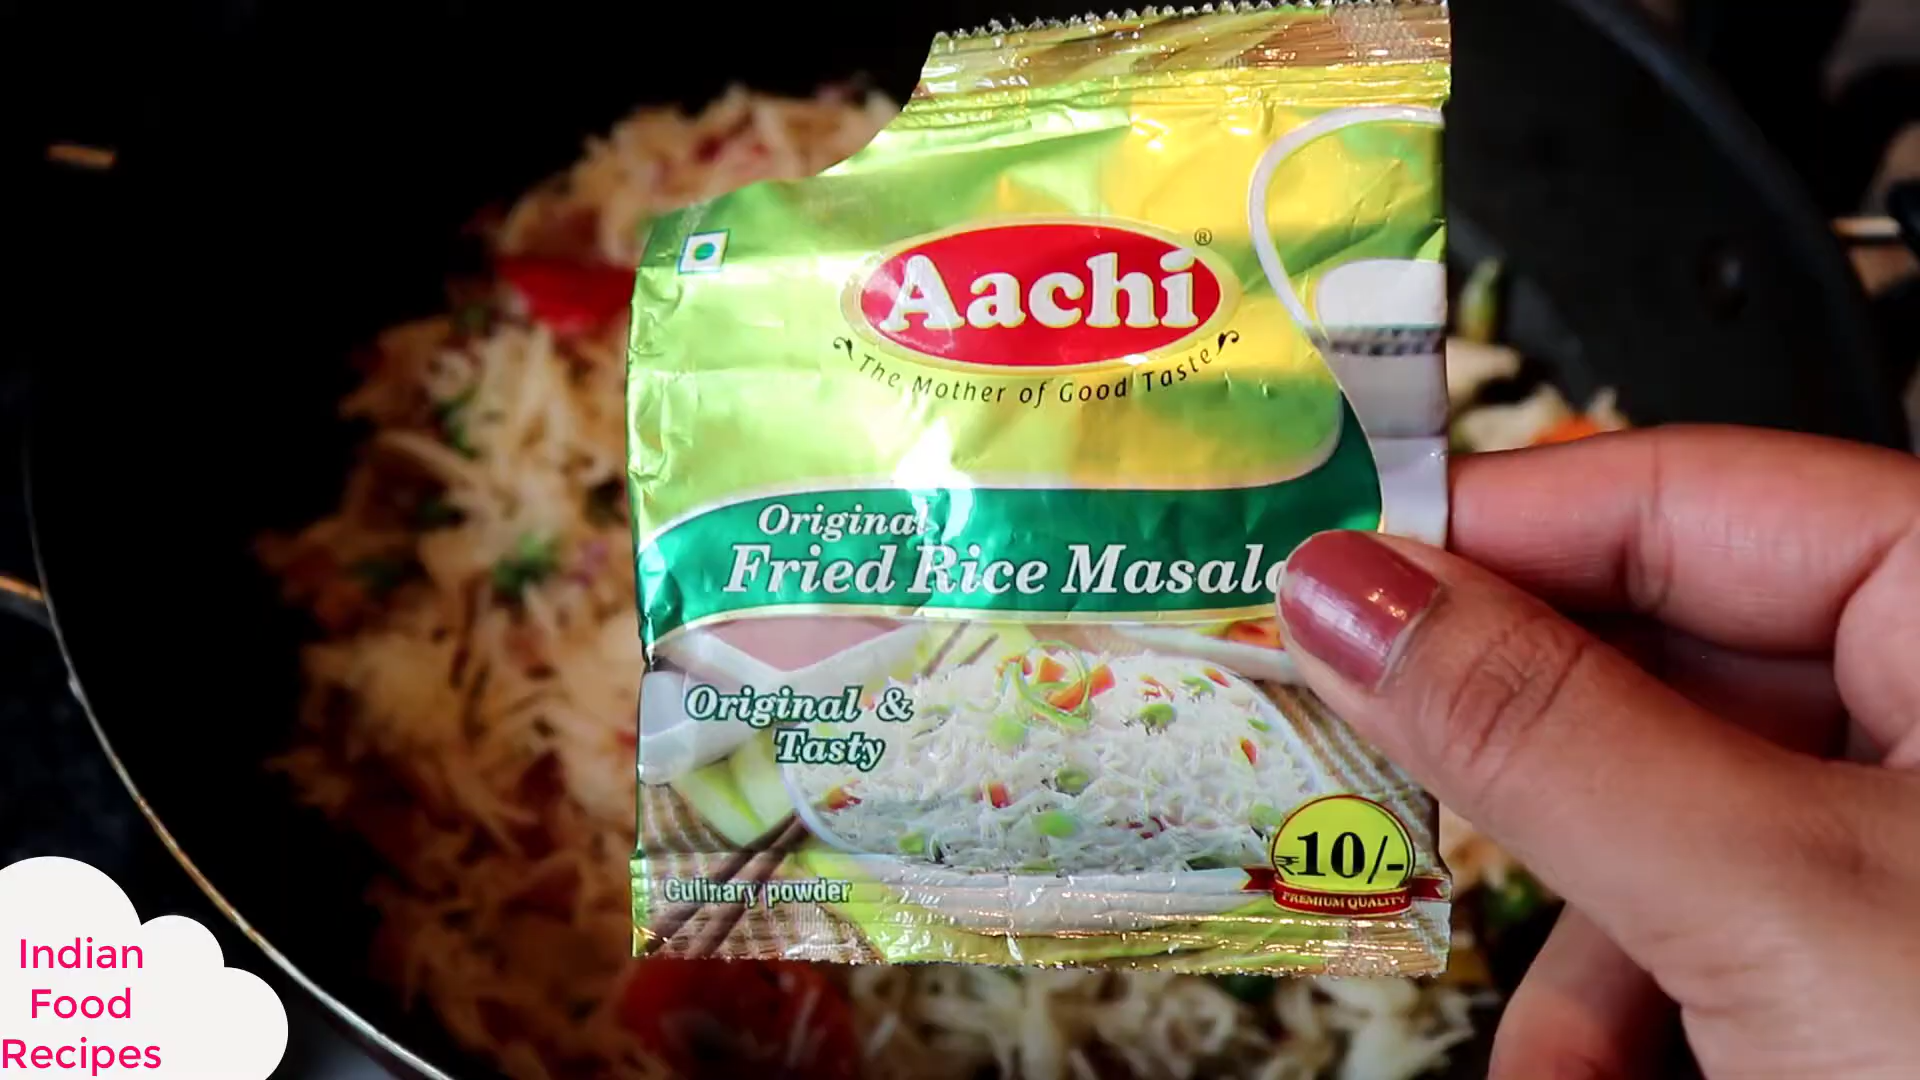 Aachi®
The Mother of Good Taste
Original
Fried Rice Masala
Original &
Tasty
₹10/-
PREMIUM QUALITY
Culinary powder
Indian
Food
Recipes